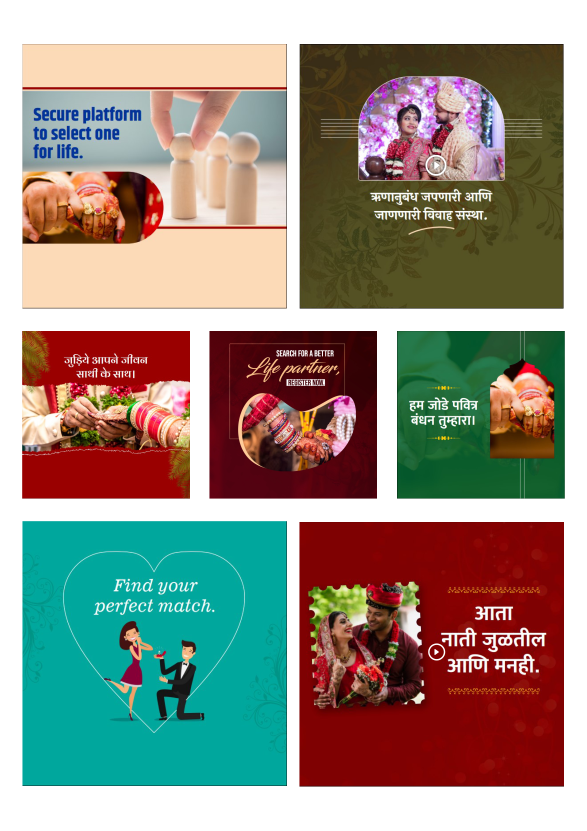 Secure platform
to select one
for life.
ऋणानुबंध जपणारी आणि
जाणणारी विवाह संस्था.
जुड़िये आपने जीवन
साथी के साथ।
SEARCH FOR A BETTER
Life partner,
REGISTER NOW
हम जोडे पवित्र
बंधन तुम्हारा।
Find your
perfect match.
आता
नाती जुळतील
आणि मनही.